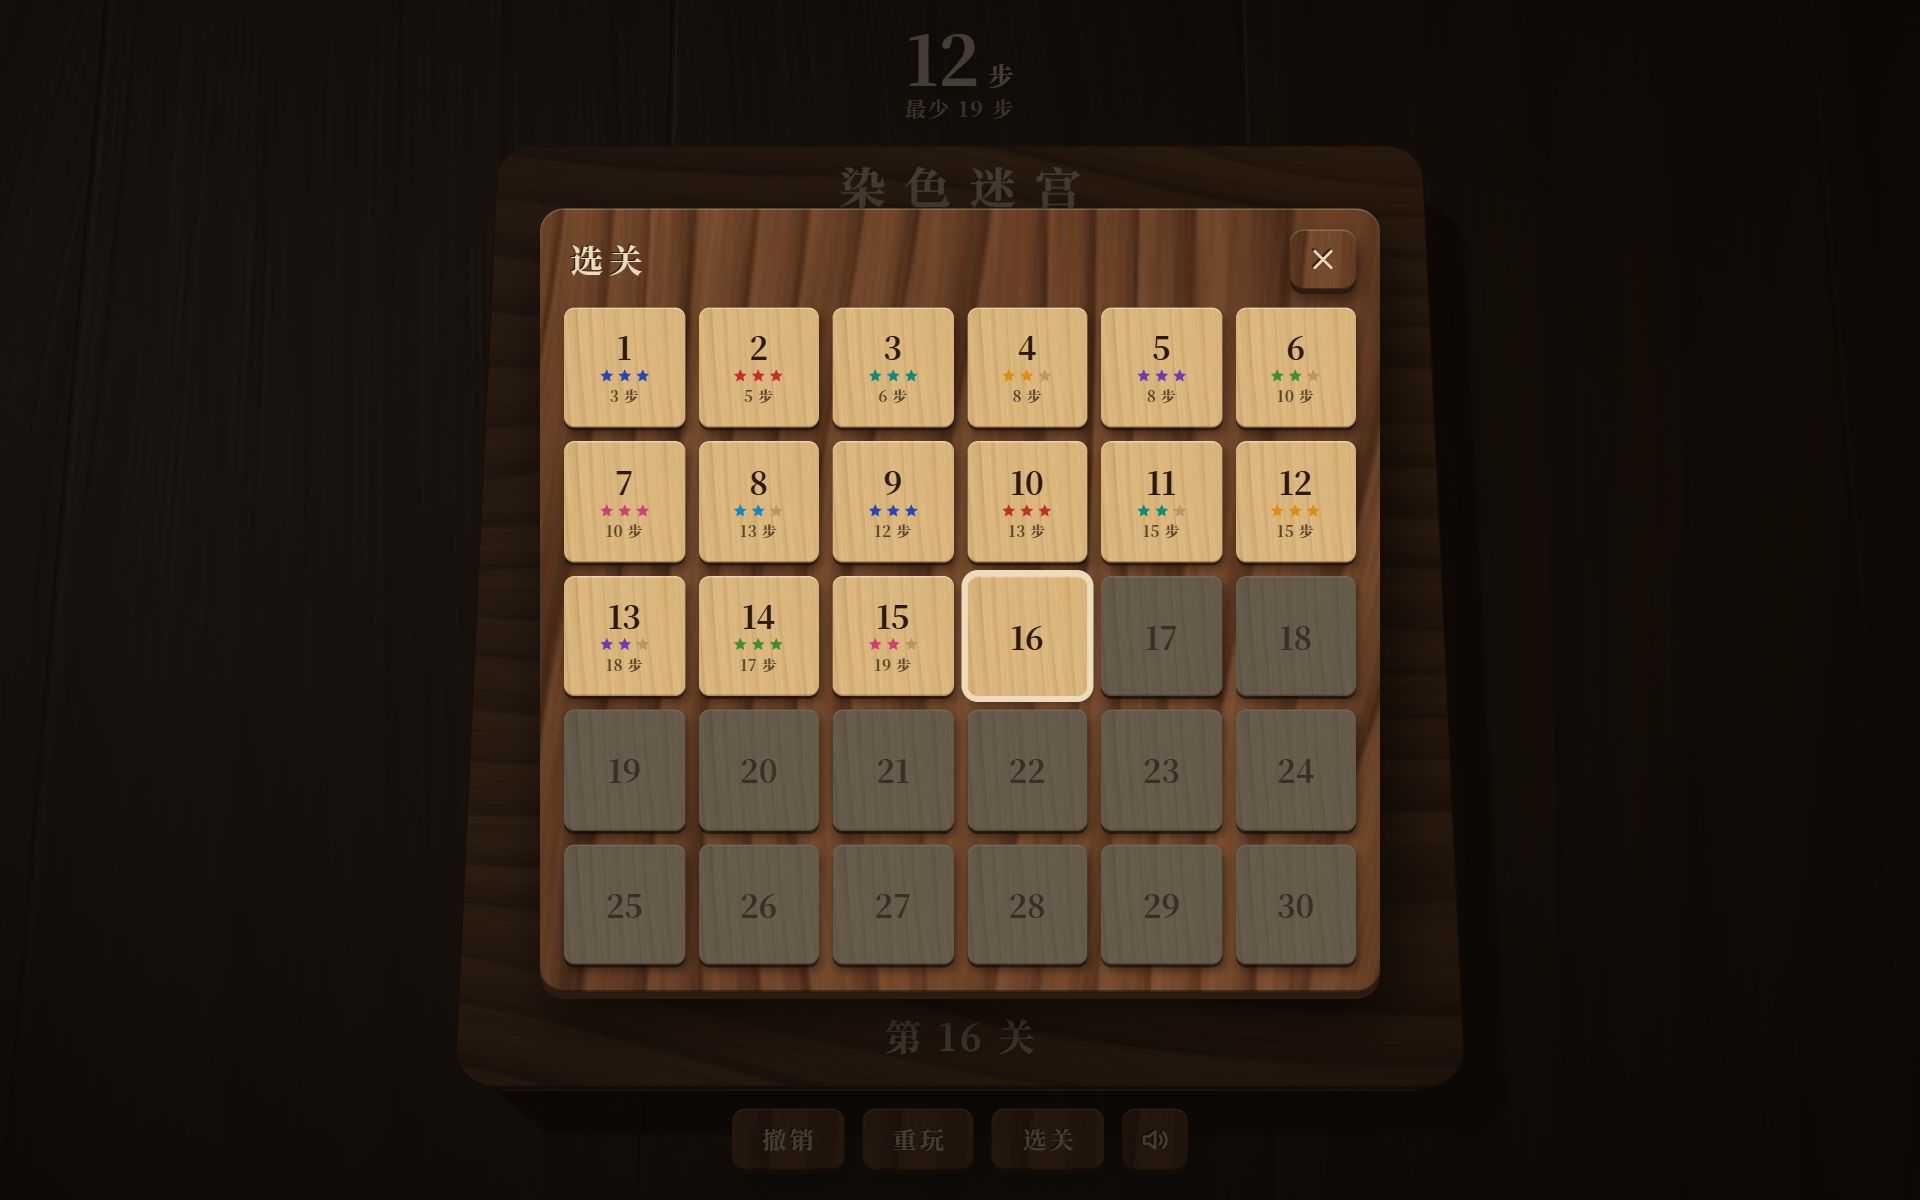 12 步
最少 19 步
染色迷宫
选关
1 2 3 4 5 6
3 步 5 步 6 步 8 步 8 步 10 步
7 8 9 10 11 12
10 步 13 步 12 步 13 步 15 步 15 步
13 14 15 16 17 18
18 步 17 步 19 步
19 20 21 22 23 24
25 26 27 28 29 30
第 16 关
撤销 重玩 选关